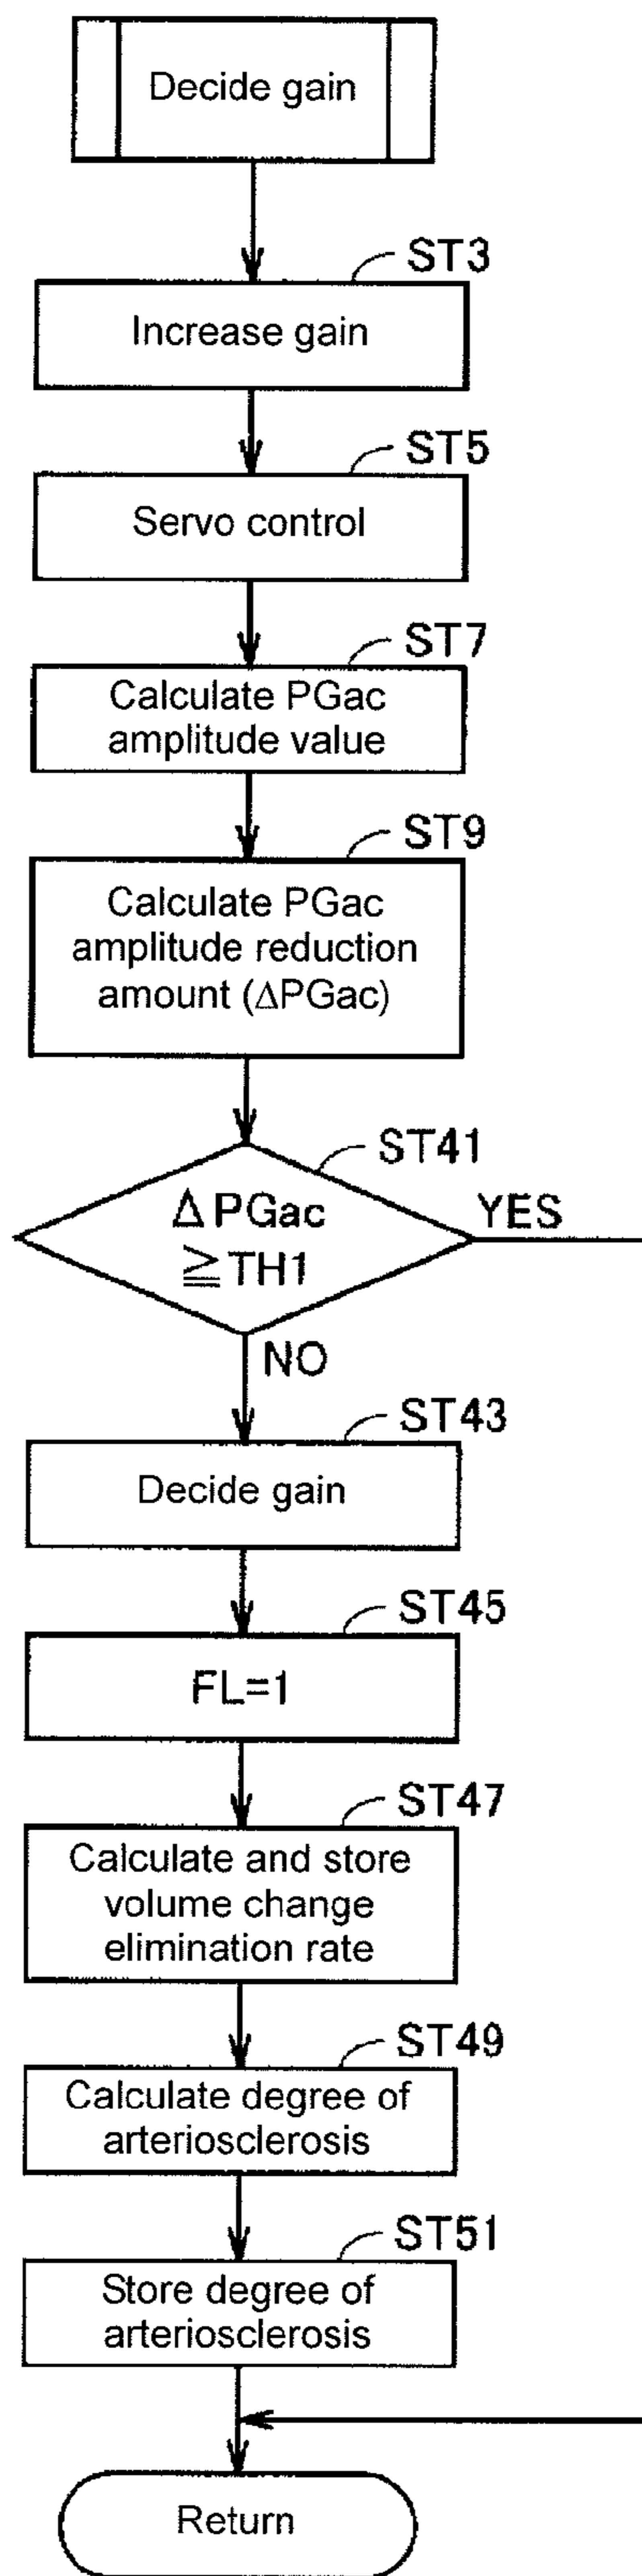 Decide gain
ST3
Increase gain
ST5
Servo control
ST7
Calculate PGac
amplitude value
ST9
Calculate PGac
amplitude reduction
amount (ΔPGac)
ST41
ΔPGac
≧TH1
YES
NO
ST43
Decide gain
ST45
FL=1
ST47
Calculate and store
volume change
elimination rate
ST49
Calculate degree of
arteriosclerosis
ST51
Store degree of
arteriosclerosis
Return